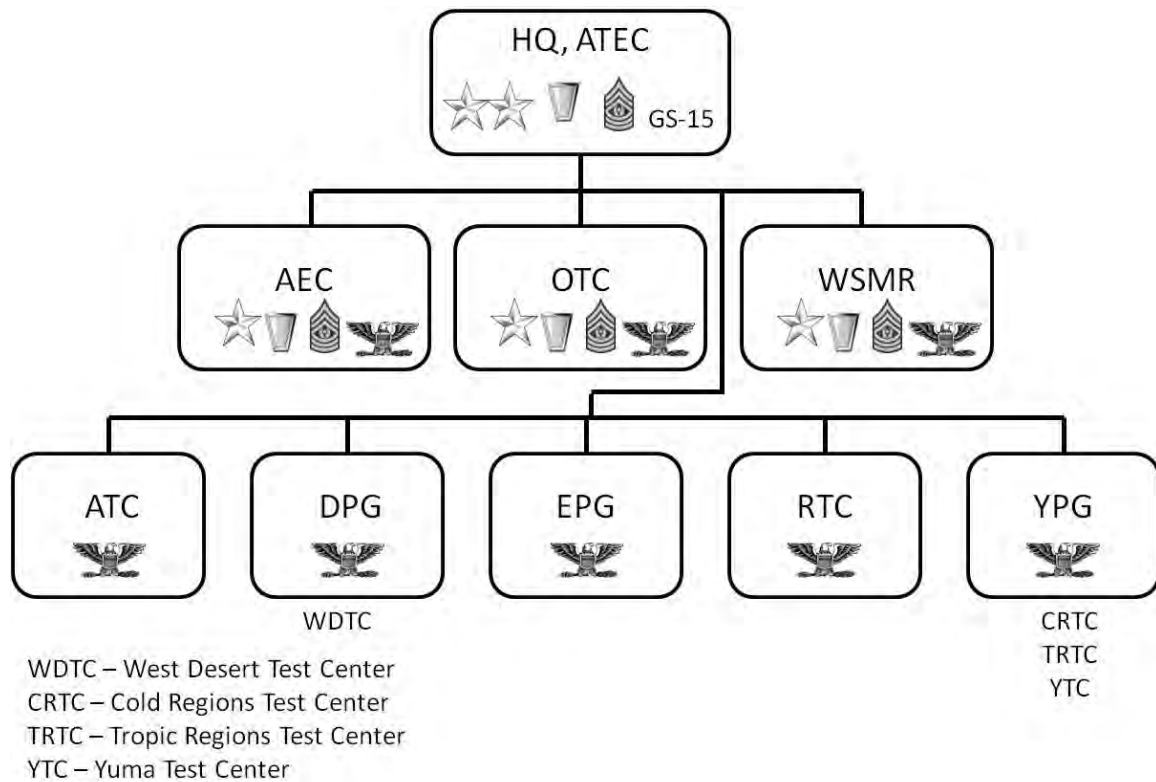 HQ, ATEC
GS-15
AEC
OTC
WSMR
ATC
DPG
EPG
RTC
YPG
WDTC
CRTC
TRTC
YTC
WDTC – West Desert Test Center
CRTC – Cold Regions Test Center
TRTC – Tropic Regions Test Center
YTC – Yuma Test Center